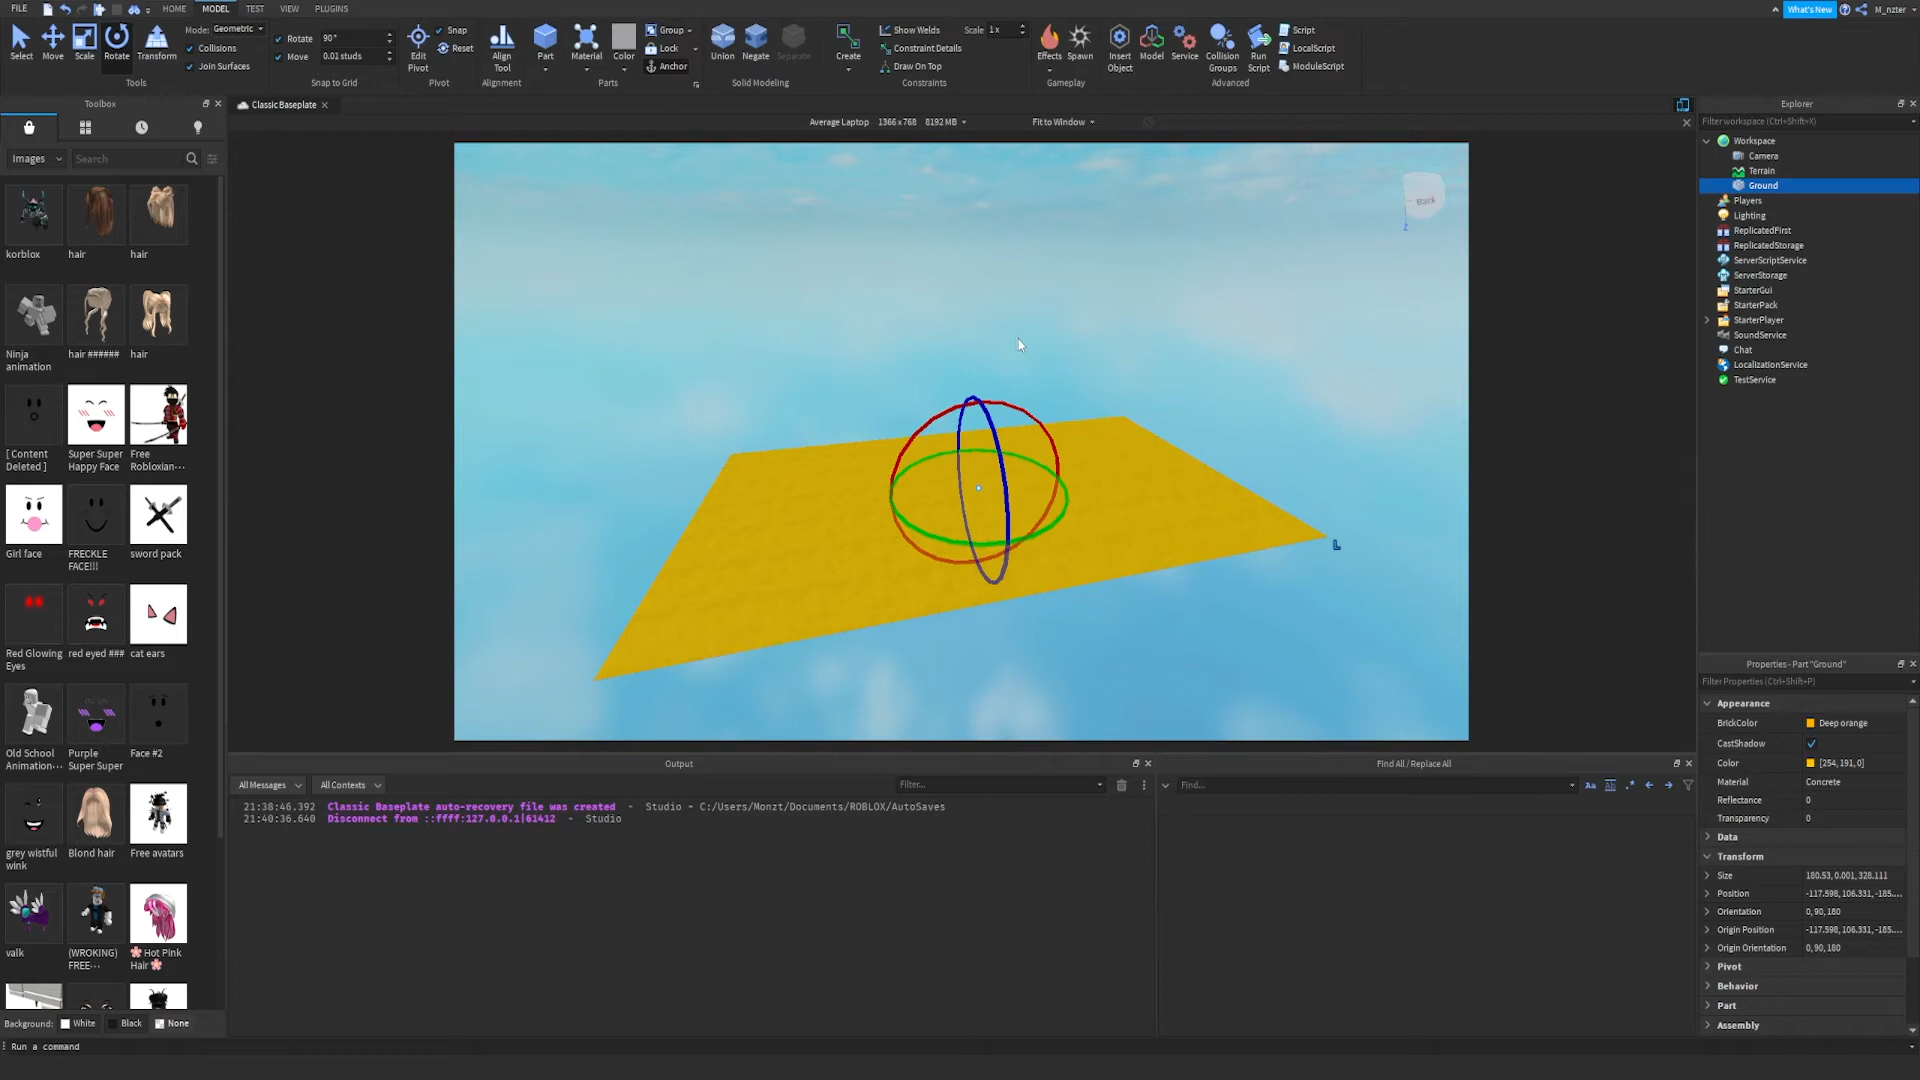 FILE
HOME MODEL TEST VIEW PLUGINS
What's New
M_nzter
Select Move Scale Rotate Transform
Mode: Geometric
Collisions
Join Surfaces
Tools
Rotate 90°
Move 0.01 studs
Snap to Grid
Edit Pivot
Snap
Reset
Pivot
Align Tool
Alignment
Part Material Color
Group
Lock
Anchor
Parts
Union Negate Separate
Solid Modeling
Create
Show Welds
Constraint Details
Draw On Top
Scale 1x
Constraints
Effects Spawn
Gameplay
Insert Object
Model
Service
Collision Groups
Run Script
Script
LocalScript
ModuleScript
Advanced
Toolbox
Images
Search
korblox
hair
hair
Ninja animation
hair ######
hair
[ Content Deleted ]
Super Super Happy Face
Free Robloxian...
Girl face
FRECKLE FACE!!!
sword pack
Red Glowing Eyes
red eyed ###
cat ears
Old School Animation...
Purple Super Super
Face #2
grey wistful wink
Blond hair
Free avatars
valk
(WROKING) FREE...
🌸 Hot Pink Hair 🌸
Background: White Black None
Run a command
Classic Baseplate
Average Laptop 1366 x 768 8192 MB
Fit to Window
Back
Z
Output
All Messages
All Contexts
Filter...
21:38:46.392 Classic Baseplate auto-recovery file was created - Studio - C:/Users/Monzt/Documents/ROBLOX/AutoSaves
21:40:36.640 Disconnect from ::ffff:127.0.0.1|61412 - Studio
Find All / Replace All
Find...
Aa
Ab
Explorer
Filter workspace (Ctrl+Shift+X)
Workspace
Camera
Terrain
Ground
Players
Lighting
ReplicatedFirst
ReplicatedStorage
ServerScriptService
ServerStorage
StarterGui
StarterPack
StarterPlayer
SoundService
Chat
LocalizationService
TestService
Properties - Part "Ground"
Filter Properties (Ctrl+Shift+P)
Appearance
BrickColor Deep orange
CastShadow
Color [254, 191, 0]
Material Concrete
Reflectance 0
Transparency 0
Data
Transform
Size 180.53, 0.001, 328.111
Position -117.598, 106.331, -185....
Orientation 0, 90, 180
Origin Position -117.598, 106.331, -185....
Origin Orientation 0, 90, 180
Pivot
Behavior
Part
Assembly